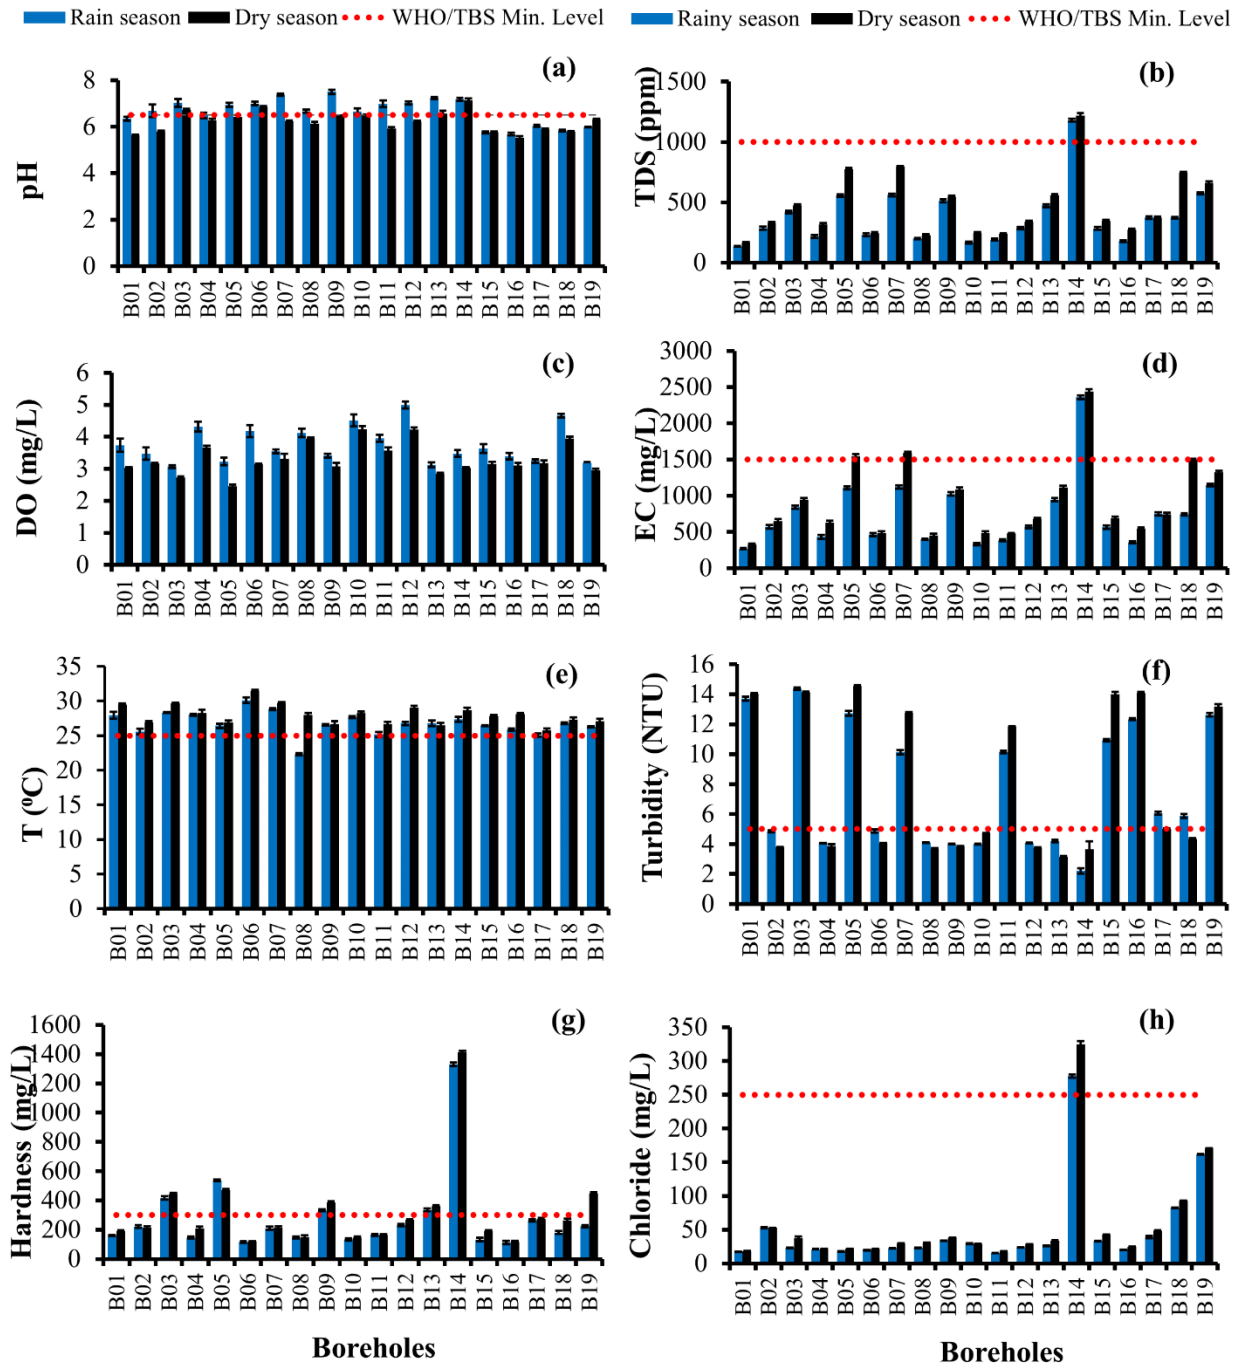 Rain season Dry season WHO/TBS Min. Level
Rainy season Dry season WHO/TBS Min. Level
(a)
pH
8
6
4
2
0
B01 B02 B03 B04 B05 B06 B07 B08 B09 B10 B11 B12 B13 B14 B15 B16 B17 B18 B19
(b)
TDS (ppm)
1500
1000
500
0
B01 B02 B03 B04 B05 B06 B07 B08 B09 B10 B11 B12 B13 B14 B15 B16 B17 B18 B19
(c)
DO (mg/L)
6
5
4
3
2
1
0
B01 B02 B03 B04 B05 B06 B07 B08 B09 B10 B11 B12 B13 B14 B15 B16 B17 B18 B19
(d)
EC (mg/L)
3000
2500
2000
1500
1000
500
0
B01 B02 B03 B04 B05 B06 B07 B08 B09 B10 B11 B12 B13 B14 B15 B16 B17 B18 B19
(e)
T (ºC)
35
30
25
20
15
10
5
0
B01 B02 B03 B04 B05 B06 B07 B08 B09 B10 B11 B12 B13 B14 B15 B16 B17 B18 B19
(f)
Turbidity (NTU)
16
14
12
10
8
6
4
2
0
B01 B02 B03 B04 B05 B06 B07 B08 B09 B10 B11 B12 B13 B14 B15 B16 B17 B18 B19
(g)
Hardness (mg/L)
1600
1400
1200
1000
800
600
400
200
0
B01 B02 B03 B04 B05 B06 B07 B08 B09 B10 B11 B12 B13 B14 B15 B16 B17 B18 B19
Boreholes
(h)
Chloride (mg/L)
350
300
250
200
150
100
50
0
B01 B02 B03 B04 B05 B06 B07 B08 B09 B10 B11 B12 B13 B14 B15 B16 B17 B18 B19
Boreholes